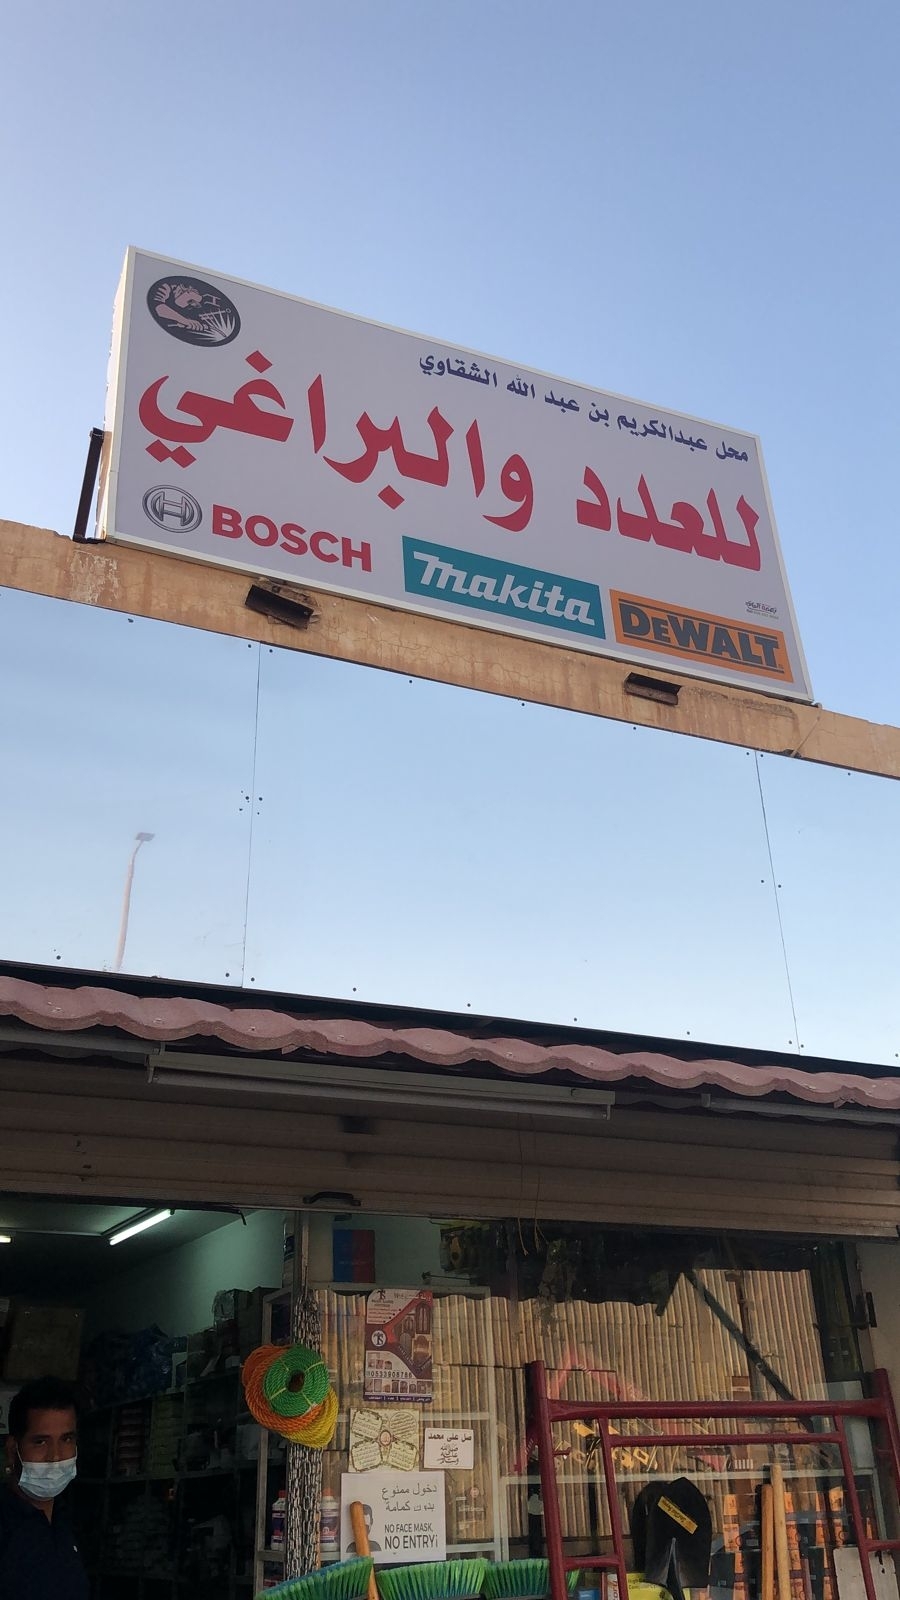 محل عبدالكريم بن عبد الله الشقاوي
للعدد والبراغي
BOSCH
makita
DEWALT
0533905786
صل على محمد
دخول ممنوع
بدون كمامة
NO FACE MASK,
NO ENTRY¡